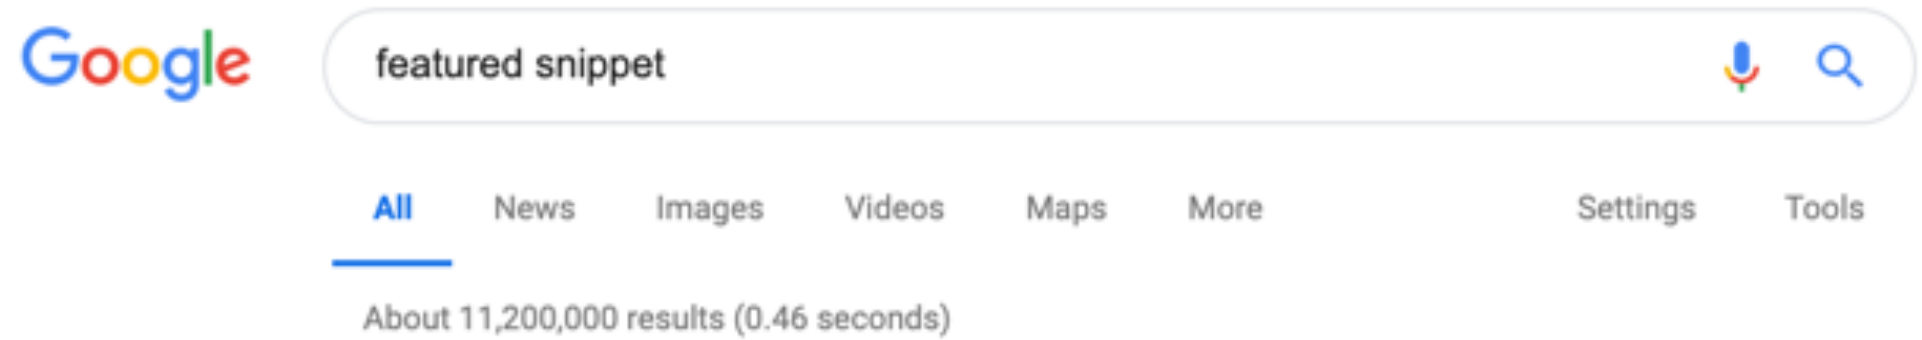 Google featured snippet
All News Images Videos Maps More Settings Tools
About 11,200,000 results (0.46 seconds)